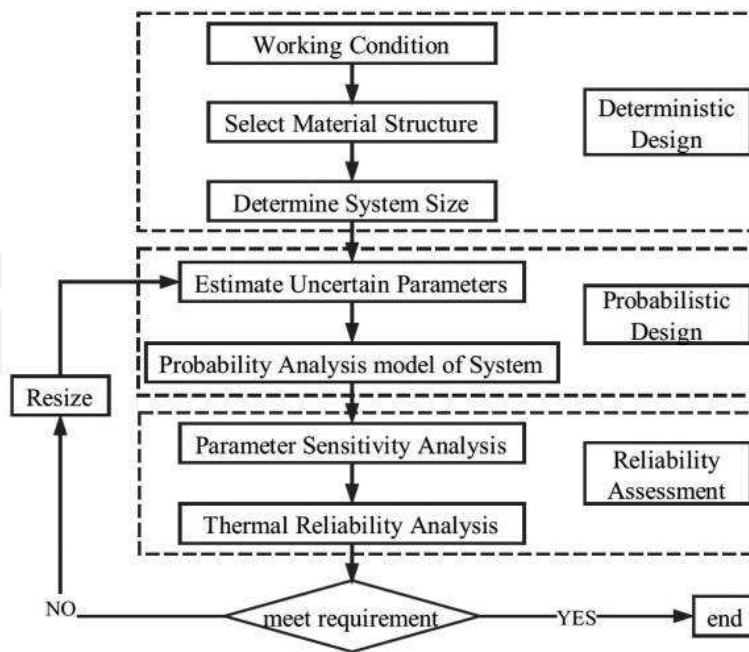 Working Condition
Select Material Structure
Deterministic
Design
Determine System Size
Estimate Uncertain Parameters
Probabilistic
Design
Probability Analysis model of System
Resize
Parameter Sensitivity Analysis
Reliability
Assessment
Thermal Reliability Analysis
NO
meet requirement
YES
end